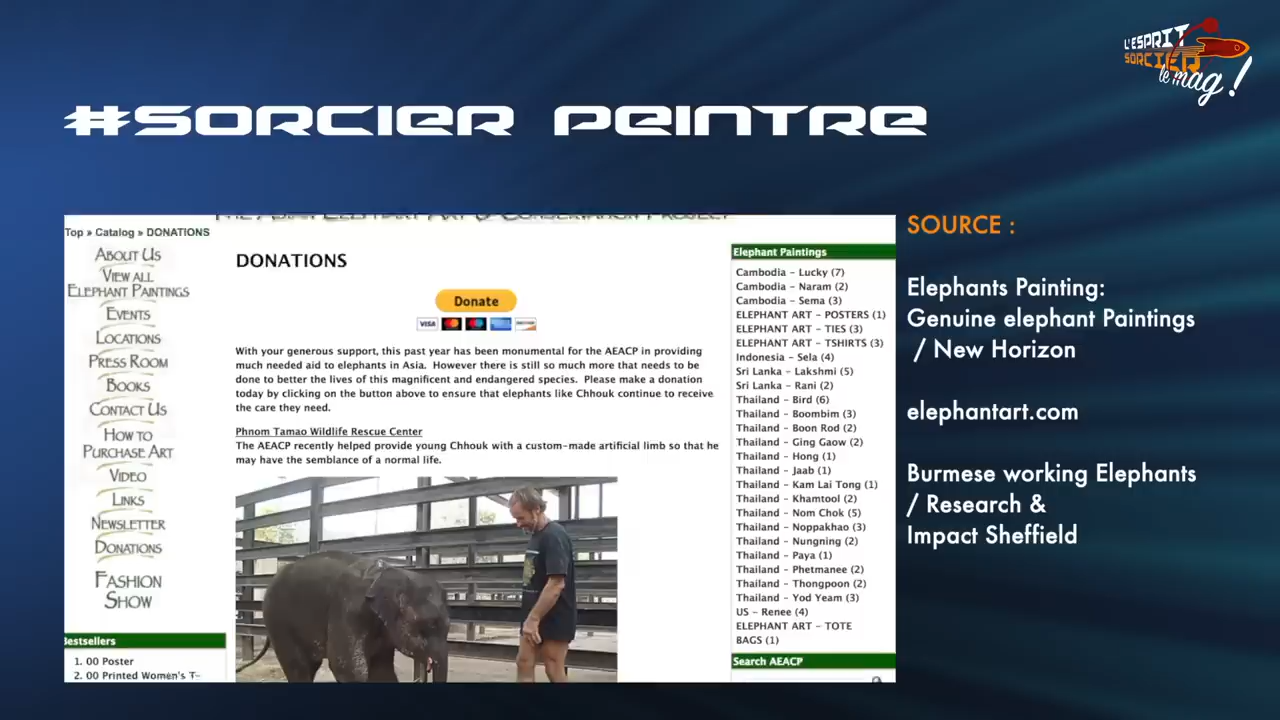 L'ESPRIT
SORCIER
le mag !
#SORCIER PEINTRE
THE ASIAN ELEPHANT ART & CONSERVATION PROJECT
Top » Catalog » DONATIONS
ABOUT US
VIEW ALL
ELEPHANT PAINTINGS
EVENTS
LOCATIONS
PRESS ROOM
BOOKS
CONTACT US
HOW TO
PURCHASE ART
VIDEO
LINKS
NEWSLETTER
DONATIONS
FASHION
SHOW
Bestsellers
1. 00 Poster
2. 00 Printed Women's T-
DONATIONS
Donate
VISA
With your generous support, this past year has been monumental for the AEACP in providing
much needed aid to elephants in Asia. However there is still so much more that needs to be
done to better the lives of this magnificent and endangered species. Please make a donation
today by clicking on the button above to ensure that elephants like Chhouk continue to receive
the care they need.
Phnom Tamao Wildlife Rescue Center
The AEACP recently helped provide young Chhouk with a custom-made artificial limb so that he
may have the semblance of a normal life.
Elephant Paintings
Cambodia - Lucky (7)
Cambodia - Naram (2)
Cambodia - Sema (3)
ELEPHANT ART - POSTERS (1)
ELEPHANT ART - TIES (3)
ELEPHANT ART - TSHIRTS (3)
Indonesia - Sela (4)
Sri Lanka - Lakshmi (5)
Sri Lanka - Rani (2)
Thailand - Bird (6)
Thailand - Boombim (3)
Thailand - Boon Rod (2)
Thailand - Ging Gaow (2)
Thailand - Hong (1)
Thailand - Jaab (1)
Thailand - Kam Lai Tong (1)
Thailand - Khamtool (2)
Thailand - Nom Chok (5)
Thailand - Noppakhao (3)
Thailand - Nungning (2)
Thailand - Paya (1)
Thailand - Phetmanee (2)
Thailand - Thongpoon (2)
Thailand - Yod Yeam (3)
US - Renee (4)
ELEPHANT ART - TOTE
BAGS (1)
Search AEACP
SOURCE :
Elephants Painting:
Genuine elephant Paintings
/ New Horizon
elephantart.com
Burmese working Elephants
/ Research &
Impact Sheffield